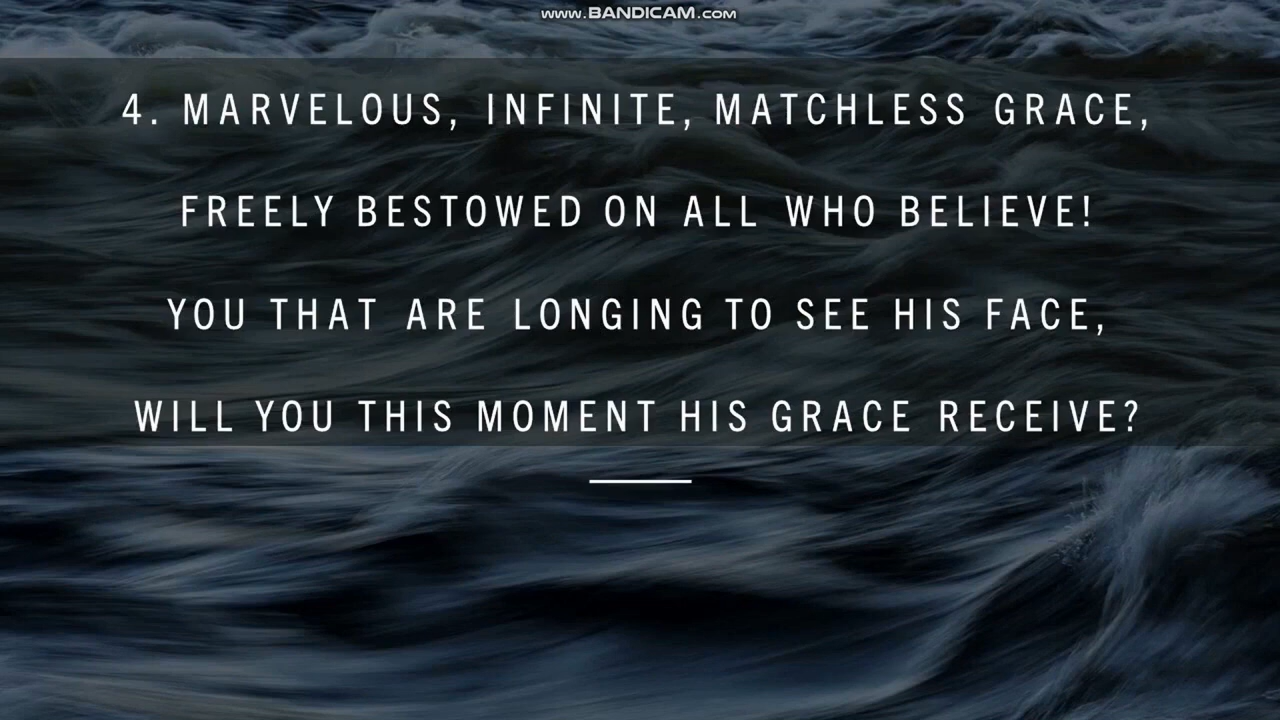 www.BANDICAM.com
4. MARVELOUS, INFINITE, MATCHLESS GRACE,
FREELY BESTOWED ON ALL WHO BELIEVE!
YOU THAT ARE LONGING TO SEE HIS FACE,
WILL YOU THIS MOMENT HIS GRACE RECEIVE?